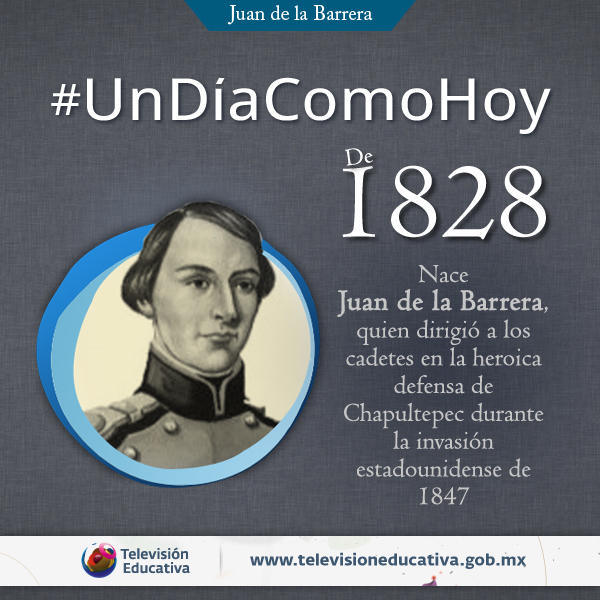 Juan de la Barrera
#UnDíaComoHoy
De
1828
Nace
Juan de la Barrera,
quien dirigió a los
cadetes en la heroica
defensa de
Chapultepec durante
la invasión
estadounidense de
1847
Televisión
Educativa
www.televisioneducativa.gob.mx